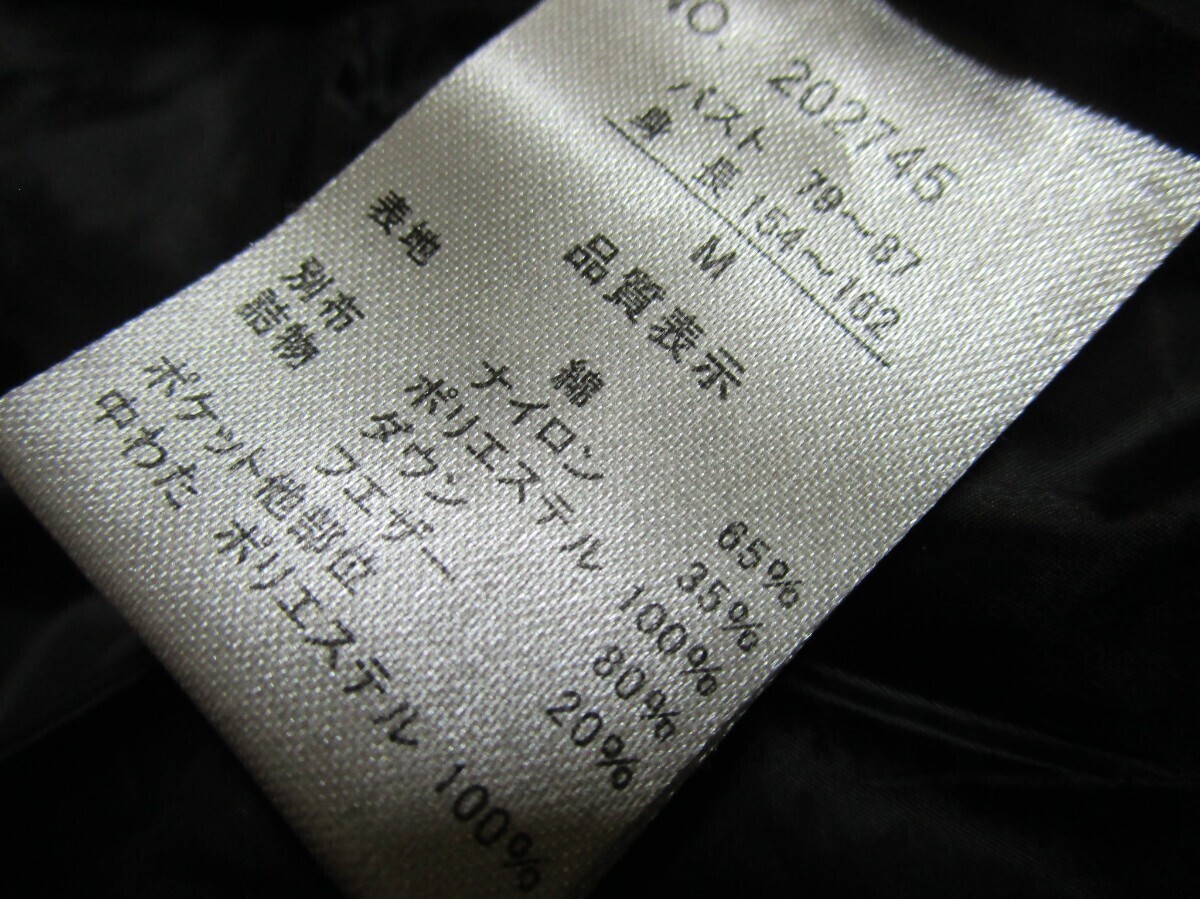 NO. 202745
バスト 79～87
身長 154～162
M
品質表示
表地 綿 65%
ナイロン 35%
別布 ポリエステル 100%
詰物 ダウン 80%
フェザー 20%
ポケット他部位
中わた ポリエステル 100%